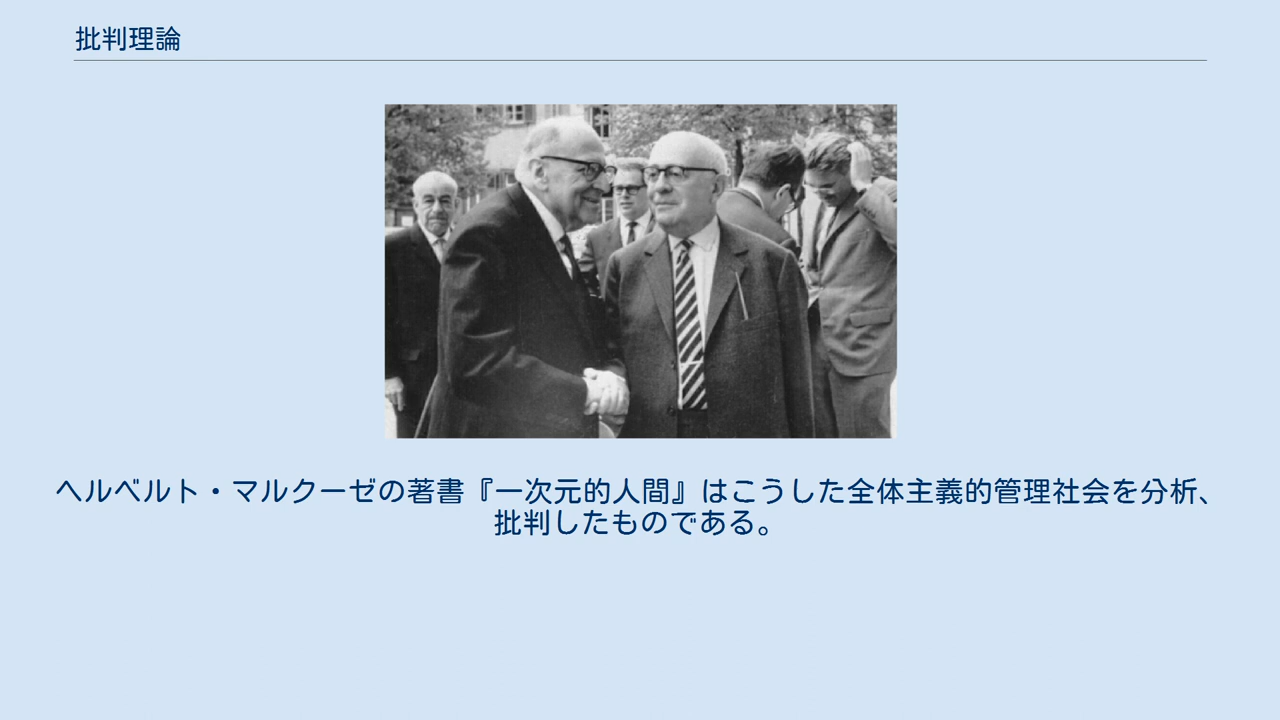 批判理論
ヘルベルト・マルクーゼの著書『一次元的人間』はこうした全体主義的管理社会を分析、
批判したものである。